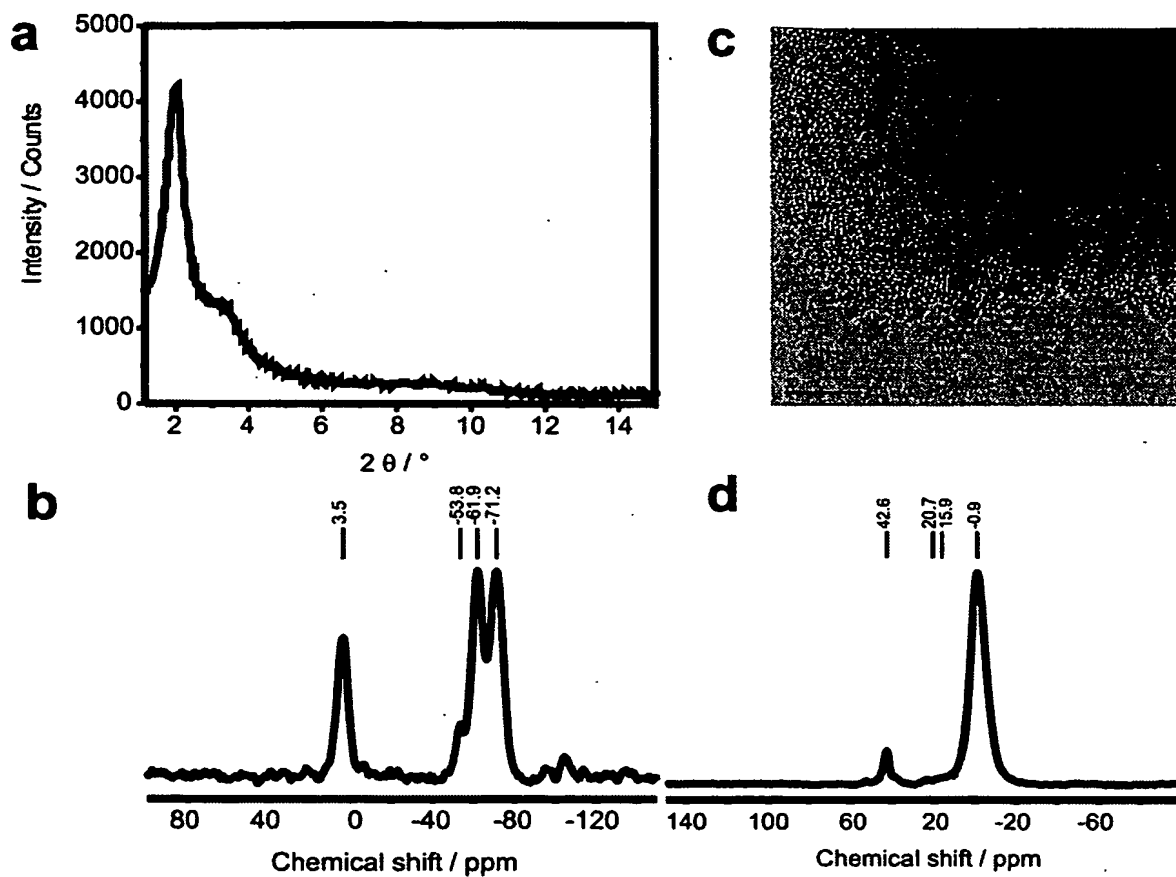 a
5000
4000
3000
2000
1000
0
Intensity / Counts
2 4 6 8 10 12 14
2 θ / °
c
b
3.5
-53.8
-61.9
-71.2
80 40 0 -40 -80 -120
Chemical shift / ppm
d
42.6
20.7
15.9
-0.9
140 100 60 20 -20 -60
Chemical shift / ppm